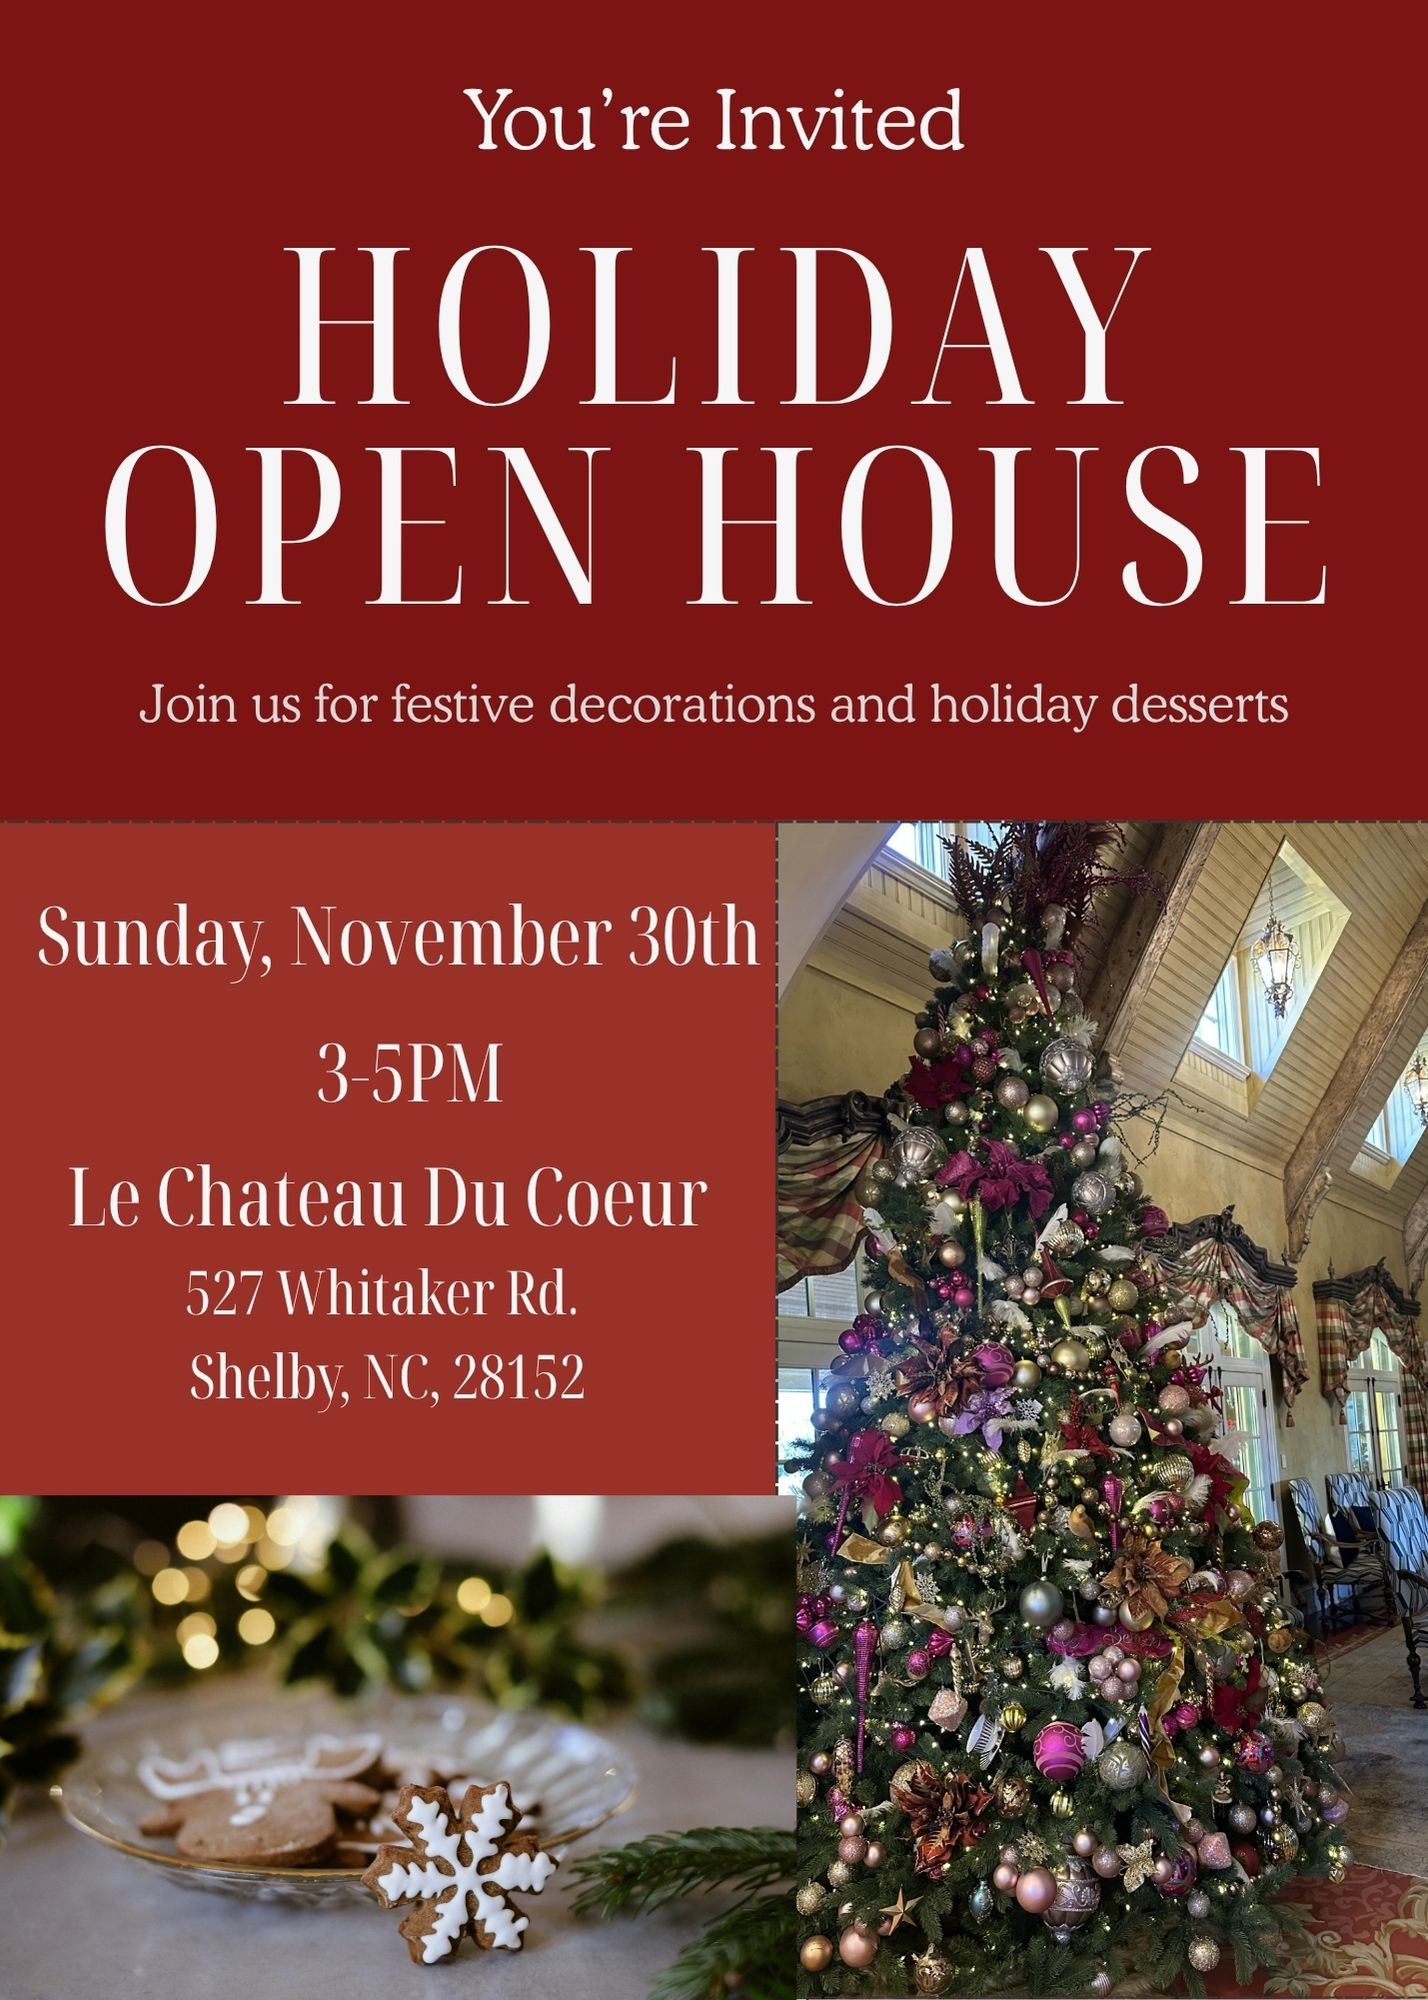 You’re Invited
HOLIDAY
OPEN HOUSE
Join us for festive decorations and holiday desserts
Sunday, November 30th
3-5PM
Le Chateau Du Coeur
527 Whitaker Rd.
Shelby, NC, 28152